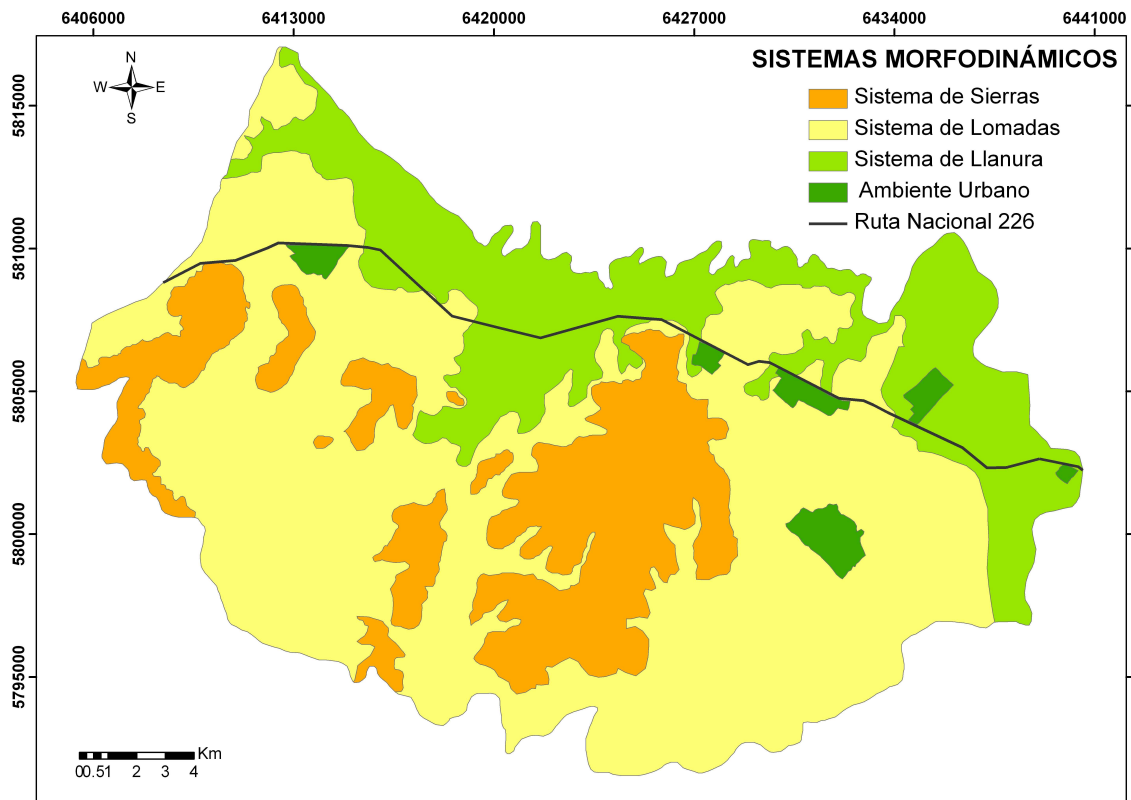 6406000 6413000 6420000 6427000 6434000 6441000
SISTEMAS MORFODINÁMICOS
N
W E
S
Sistema de Sierras
Sistema de Lomadas
Sistema de Llanura
Ambiente Urbano
Ruta Nacional 226
5815000
5810000
5805000
5800000
5795000
Km
00.51 2 3 4